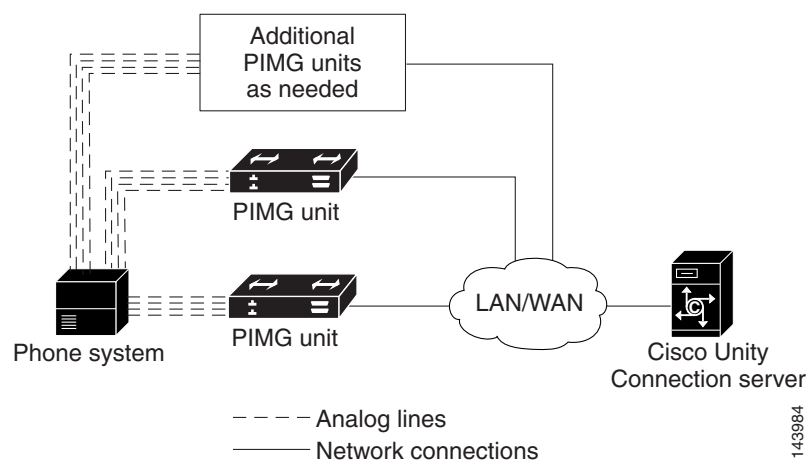 Additional
PIMG units
as needed
PIMG unit
PIMG unit
Phone system
LAN/WAN
Cisco Unity
Connection server
Analog lines
Network connections
143984